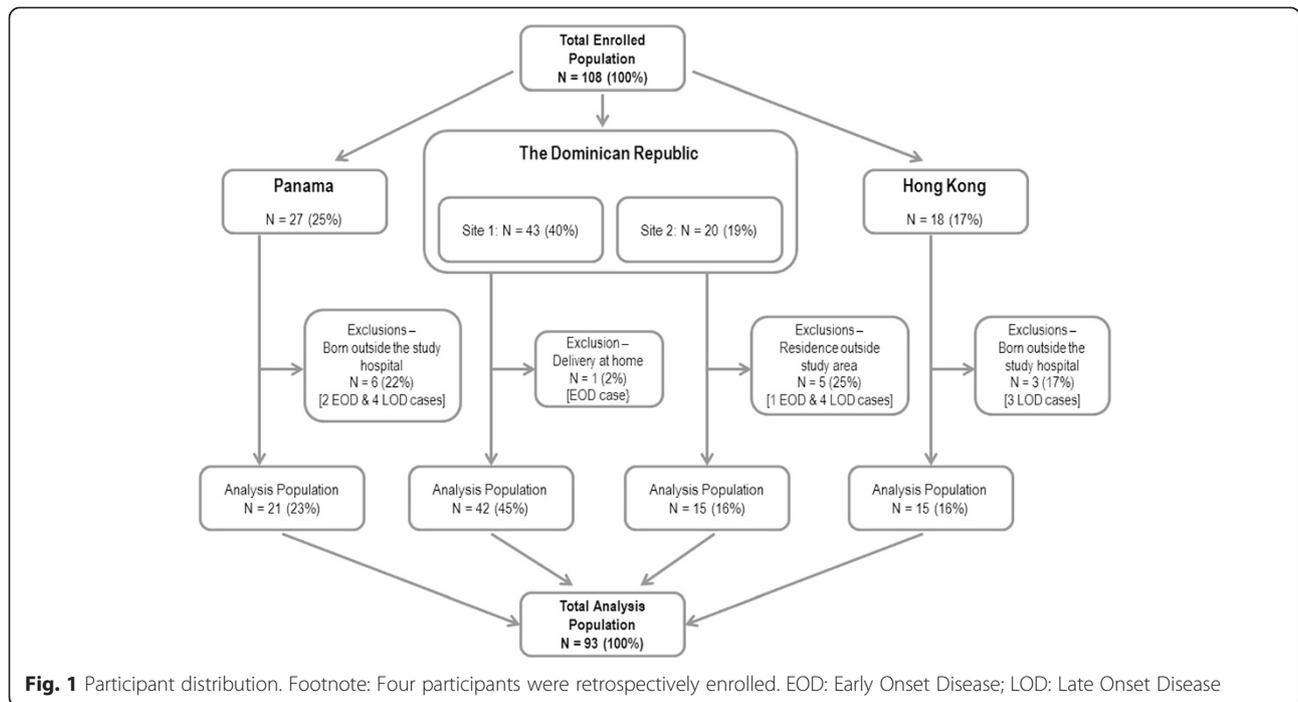 Total Enrolled
Population
N = 108 (100%)
The Dominican Republic
Panama
N = 27 (25%)
Site 1: N = 43 (40%)
Site 2: N = 20 (19%)
Hong Kong
N = 18 (17%)
Exclusions –
Born outside the study
hospital
N = 6 (22%)
[2 EOD & 4 LOD cases]
Exclusion –
Delivery at home
N = 1 (2%)
[EOD case}
Exclusions –
Residence outside
study area
N = 5 (25%)
[1 EOD & 4 LOD cases]
Exclusions –
Born outside the
study hospital
N = 3 (17%)
[3 LOD cases]
Analysis Population
N = 21 (23%)
Analysis Population
N = 42 (45%)
Analysis Population
N = 15 (16%)
Analysis Population
N = 15 (16%)
Total Analysis
Population
N = 93 (100%)
Fig. 1 Participant distribution. Footnote: Four participants were retrospectively enrolled. EOD: Early Onset Disease; LOD: Late Onset Disease